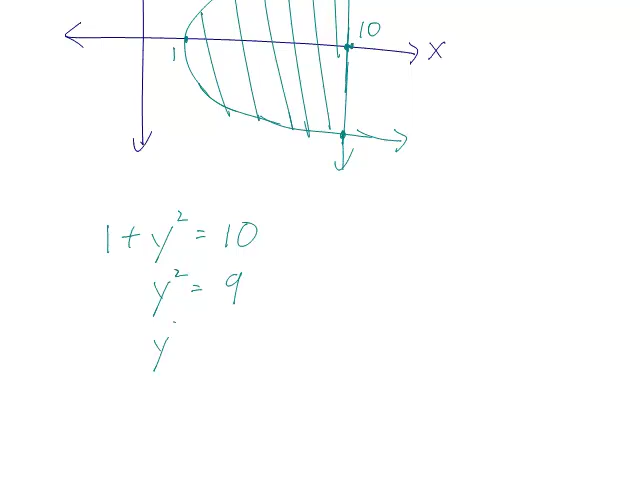 10
1
X
1 + y² = 10
y² = 9
y